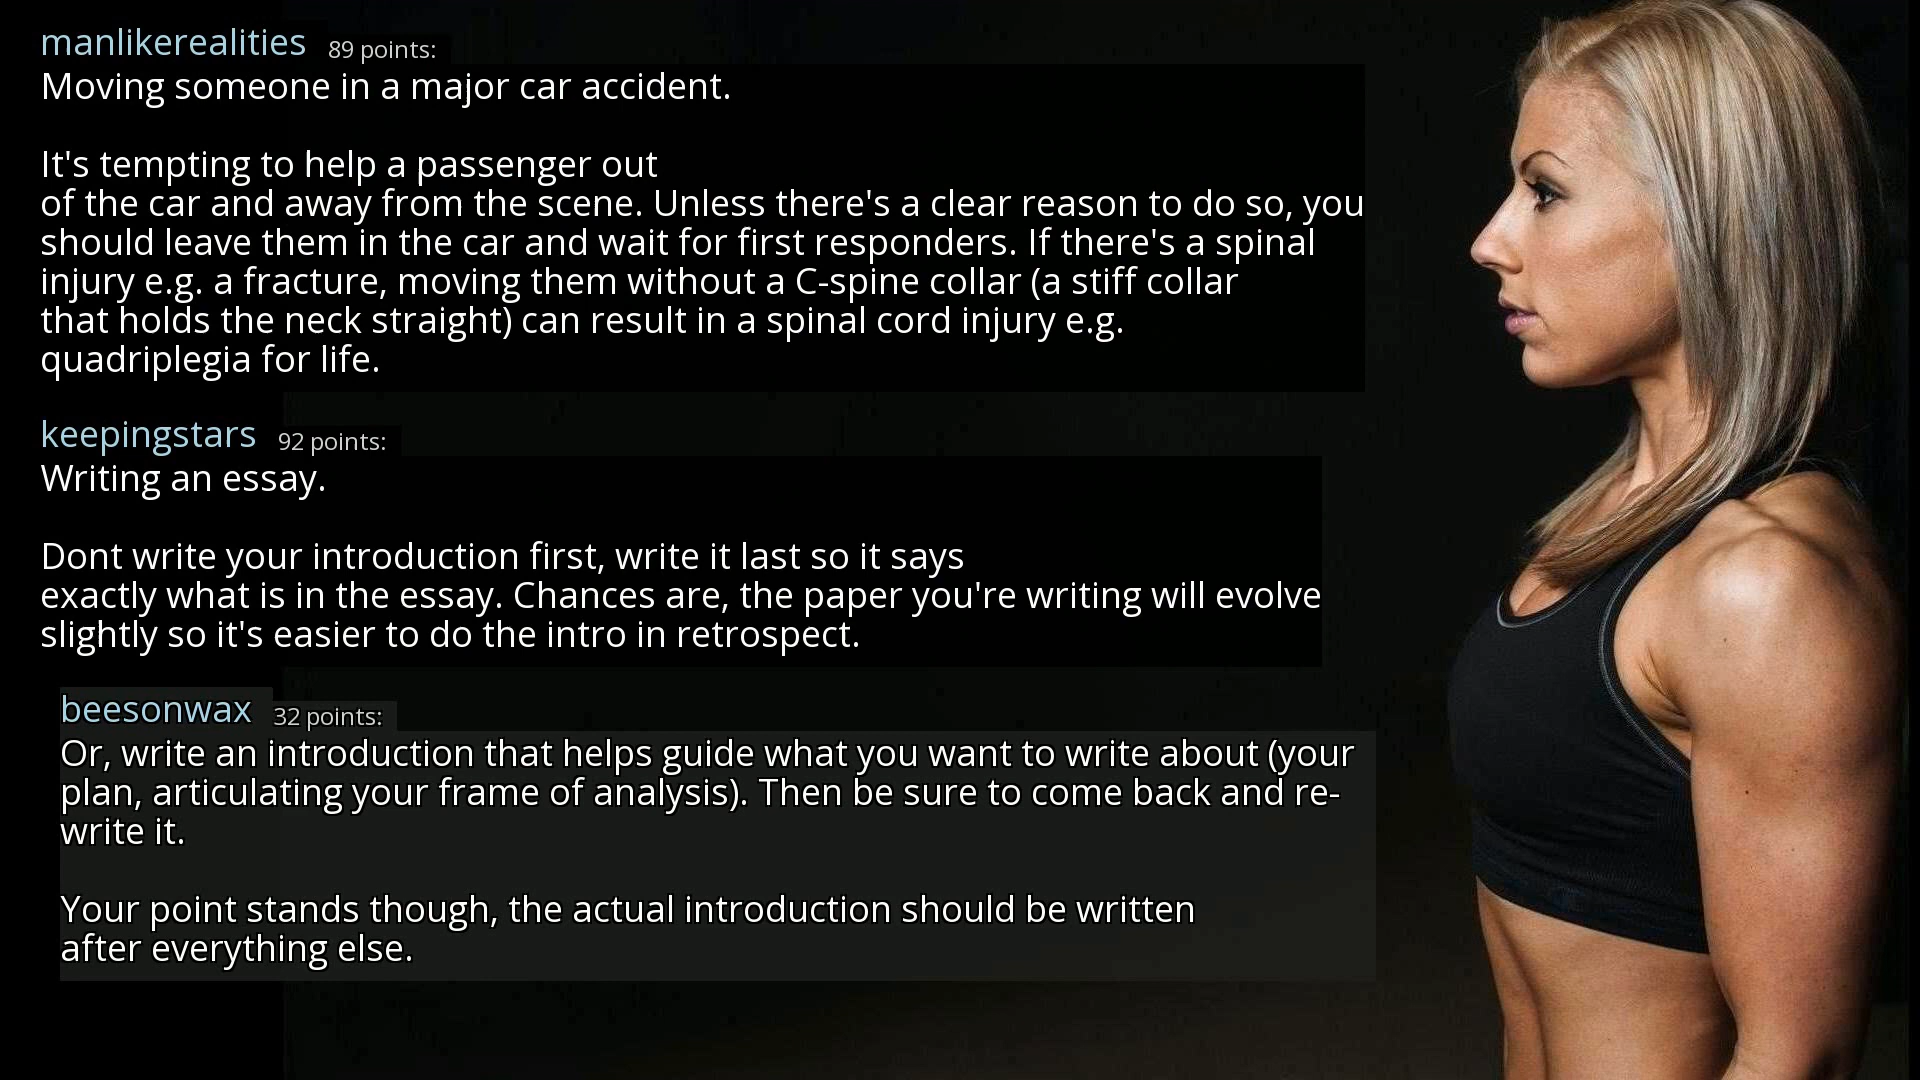 manlikerealities 89 points:
Moving someone in a major car accident.
It's tempting to help a passenger out
of the car and away from the scene. Unless there's a clear reason to do so, you
should leave them in the car and wait for first responders. If there's a spinal
injury e.g. a fracture, moving them without a C-spine collar (a stiff collar
that holds the neck straight) can result in a spinal cord injury e.g.
quadriplegia for life.
keepingstars 92 points:
Writing an essay.
Dont write your introduction first, write it last so it says
exactly what is in the essay. Chances are, the paper you're writing will evolve
slightly so it's easier to do the intro in retrospect.
beesonwax 32 points:
Or, write an introduction that helps guide what you want to write about (your
plan, articulating your frame of analysis). Then be sure to come back and re-
write it.
Your point stands though, the actual introduction should be written
after everything else.